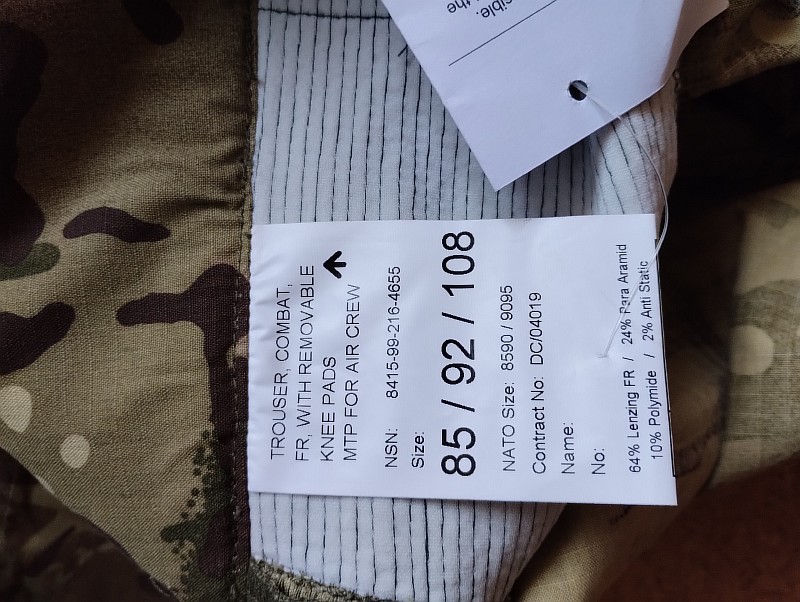 sible.
the
TROUSER, COMBAT,
FR, WITH REMOVABLE
KNEE PADS
MTP FOR AIR CREW
NSN: 8415-99-216-4655
Size:
85 / 92 / 108
NATO Size: 8590 / 9095
Contract No: DC/04019
Name:
No:
64% Lenzing FR / 24% Para Aramid
10% Polymide / 2% Anti Static